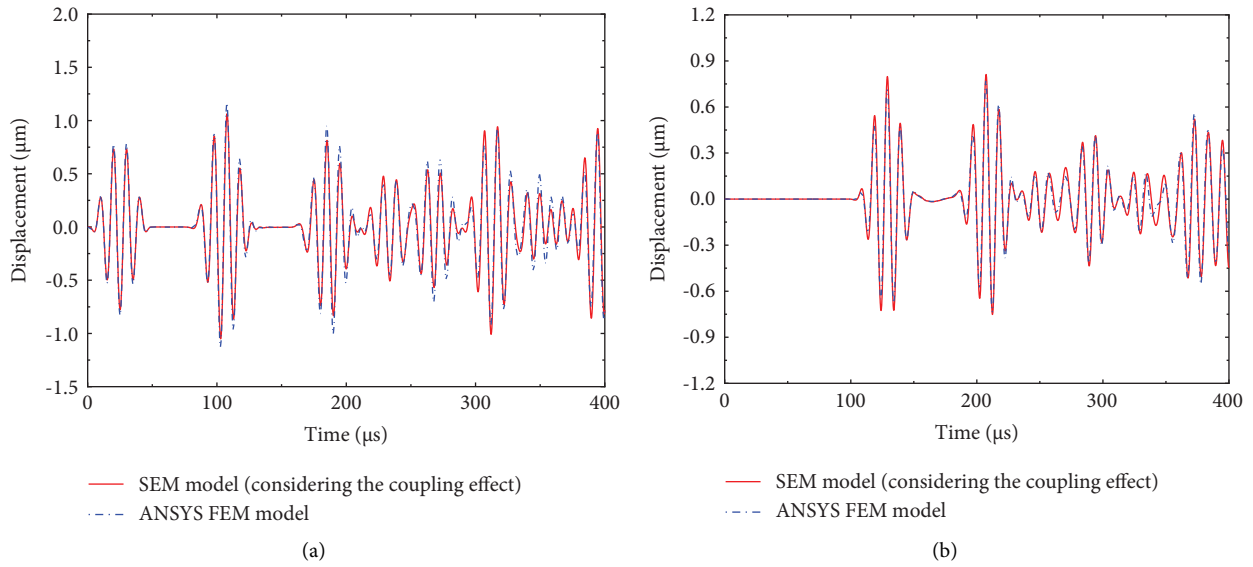 2.0
1.5
1.0
0.5
0.0
-0.5
-1.0
-1.5
Displacement (μm)
0 100 200 300 400
Time (μs)
SEM model (considering the coupling effect)
ANSYS FEM model
(a)
1.2
0.9
0.6
0.3
0.0
-0.3
-0.6
-0.9
-1.2
Displacement (μm)
0 100 200 300 400
Time (μs)
SEM model (considering the coupling effect)
ANSYS FEM model
(b)